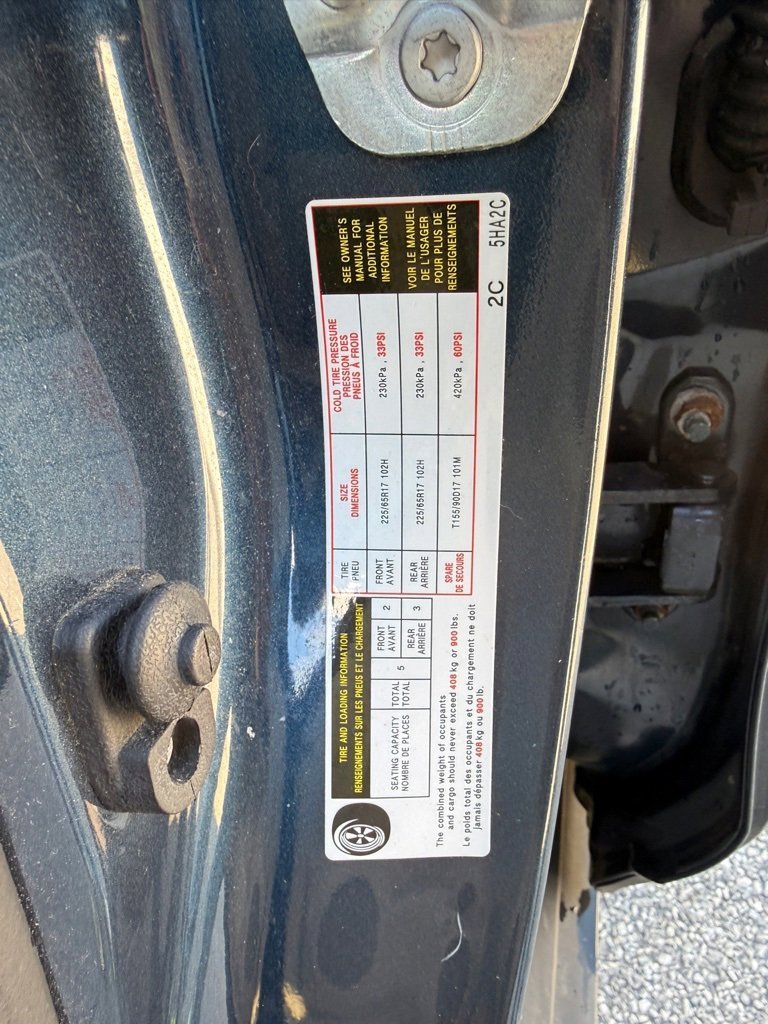 TIRE AND LOADING INFORMATION
RENSEIGNEMENTS SUR LES PNEUS ET LE CHARGEMENT
SEATING CAPACITY
NOMBRE DE PLACES
TOTAL
TOTAL
5
FRONT
AVANT
2
REAR
ARRIÈRE
3
The combined weight of occupants
and cargo should never exceed 408 kg or 900 lbs.
Le poids total des occupants et du chargement ne doit
jamais dépasser 408 kg ou 900 lb.
TIRE
PNEU
SIZE
DIMENSIONS
COLD TIRE PRESSURE
PRESSION DES
PNEUS À FROID
FRONT
AVANT
225/65R17 102H
230kPa , 33PSI
REAR
ARRIÈRE
225/65R17 102H
230kPa , 33PSI
SPARE
DE SECOURS
T155/90D17 101M
420kPa , 60PSI
SEE OWNER'S
MANUAL FOR
ADDITIONAL
INFORMATION
VOIR LE MANUEL
DE L'USAGER
POUR PLUS DE
RENSEIGNEMENTS
2C 5HA2C